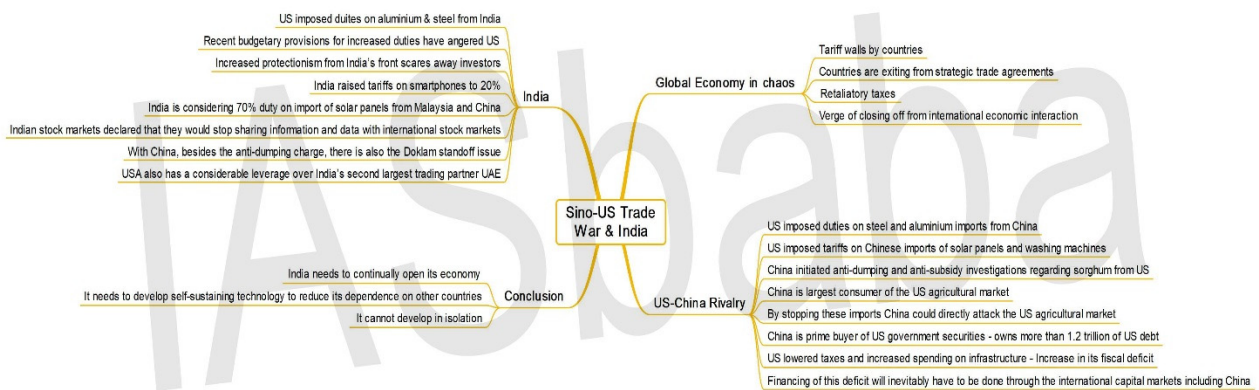 Sino-US Trade
War & India
Global Economy in chaos
Tariff walls by countries
Countries are exiting from strategic trade agreements
Retaliatory taxes
Verge of closing off from international economic interaction
US-China Rivalry
US imposed duties on steel and aluminium imports from China
US imposed tariffs on Chinese imports of solar panels and washing machines
China initiated anti-dumping and anti-subsidy investigations regarding sorghum from US
China is largest consumer of the US agricultural market
By stopping these imports China could directly attack the US agricultural market
China is prime buyer of US government securities - owns more than 1.2 trillion of US debt
US lowered taxes and increased spending on infrastructure - Increase in its fiscal deficit
Financing of this deficit will inevitably have to be done through the international capital markets including China
India
US imposed duites on aluminium & steel from India
Recent budgetary provisions for increased duties have angered US
Increased protectionism from India's front scares away investors
India raised tariffs on smartphones to 20%
India is considering 70% duty on import of solar panels from Malaysia and China
Indian stock markets declared that they would stop sharing information and data with international stock markets
With China, besides the anti-dumping charge, there is also the Doklam standoff issue
USA also has a considerable leverage over India's second largest trading partner UAE
Conclusion
India needs to continually open its economy
It needs to develop self-sustaining technology to reduce its dependence on other countries
It cannot develop in isolation
IASbaba